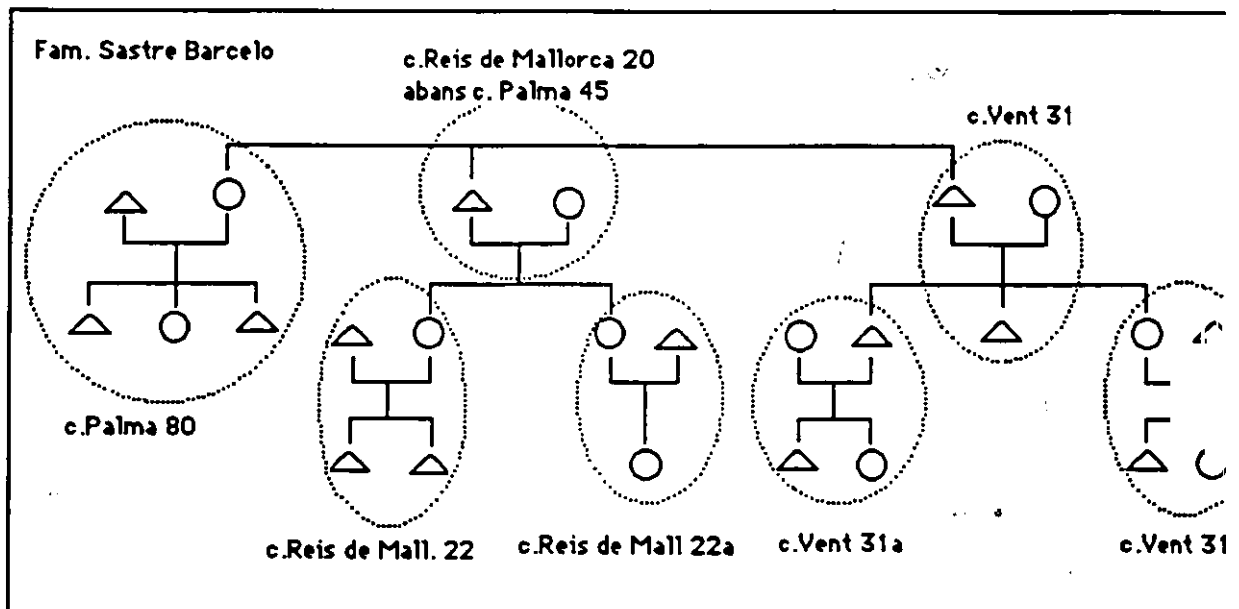 Fam. Sastre Barcelo
c.Reis de Mallorca 20
abans c. Palma 45
c.Vent 31
c.Palma 80
c.Reis de Mall. 22
c.Reis de Mall 22a
c.Vent 31a
c.Vent 31